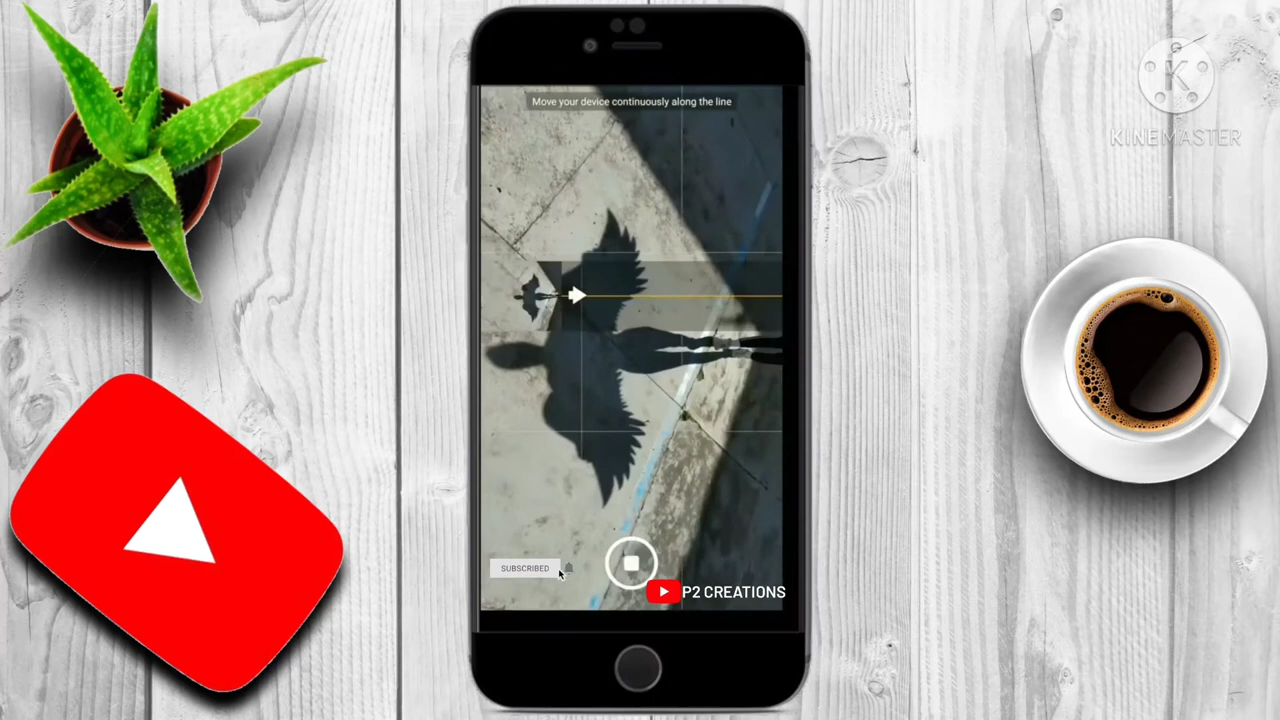 Move your device continuously along the line
K
KINEMASTER
SUBSCRIBED
P2 CREATIONS